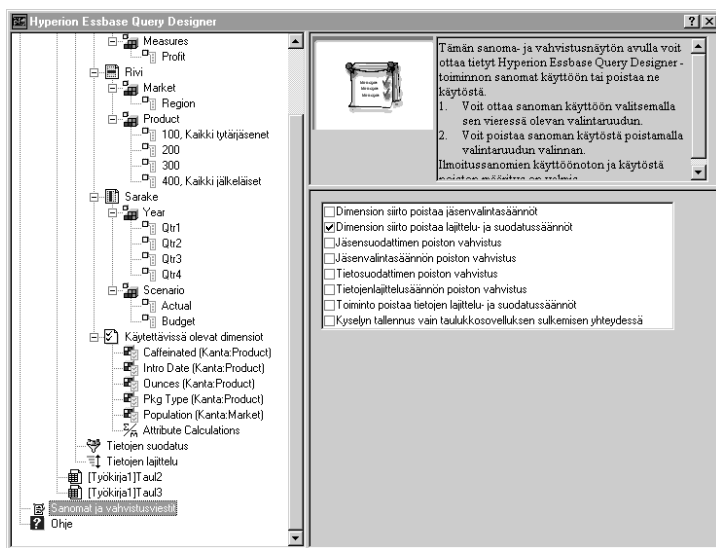 Hyperion Essbase Query Designer
Measures
Profit
Rivi
Market
Region
Product
100, Kaikki tytärjäsenet
200
300
400, Kaikki jälkeläiset
Sarake
Year
Qtr1
Qtr2
Qtr3
Qtr4
Scenario
Actual
Budget
Käytettävissä olevat dimensiot
Caffeinated (Kanta:Product)
Intro Date (Kanta:Product)
Ounces (Kanta:Product)
Pkg Type (Kanta:Product)
Population (Kanta:Market)
Attribute Calculations
Tietojen suodatus
Tietojen lajittelu
[Työkirja1]Taul2
[Työkirja1]Taul3
Sanomat ja vahvistusviestit
Ohje
Tämän sanoma- ja vahvistusnäytön avulla voit
ottaa tietyt Hyperion Essbase Query Designer -
toiminnon sanomat käyttöön tai poistaa ne
käytöstä.
1. Voit ottaa sanoman käyttöön valitsemalla
sen vieressä olevan valintaruudun.
2. Voit poistaa sanoman käytöstä poistamalla
valintaruudun valinnan.
Ilmoitussanomien käyttöönoton ja käytöstä
poiston määritys on valmis
Dimension siirto poistaa jäsenvalintasäännöt
Dimension siirto poistaa lajittelu- ja suodatussäännöt
Jäsensuodattimen poiston vahvistus
Jäsenvalintasäännön poiston vahvistus
Tietosuodattimen poiston vahvistus
Tietojenlajittelusäännön poiston vahvistus
Toiminto poistaa tietojen lajittelu- ja suodatussäännöt
Kyselyn tallennus vain taulukkosovelluksen sulkemisen yhteydessä